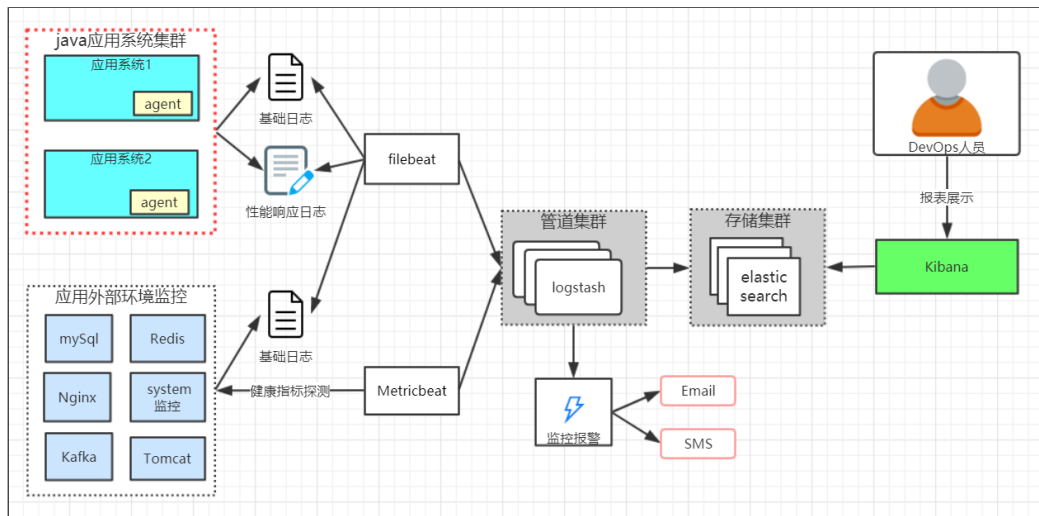 java应用系统集群
应用系统1
agent
应用系统2
agent
基础日志
性能响应日志
filebeat
应用外部环境监控
mySql
Redis
Nginx
system
监控
Kafka
Tomcat
基础日志
健康指标探测
Metricbeat
管道集群
logstash
存储集群
elastic
search
监控报警
Email
SMS
DevOps人员
报表展示
Kibana